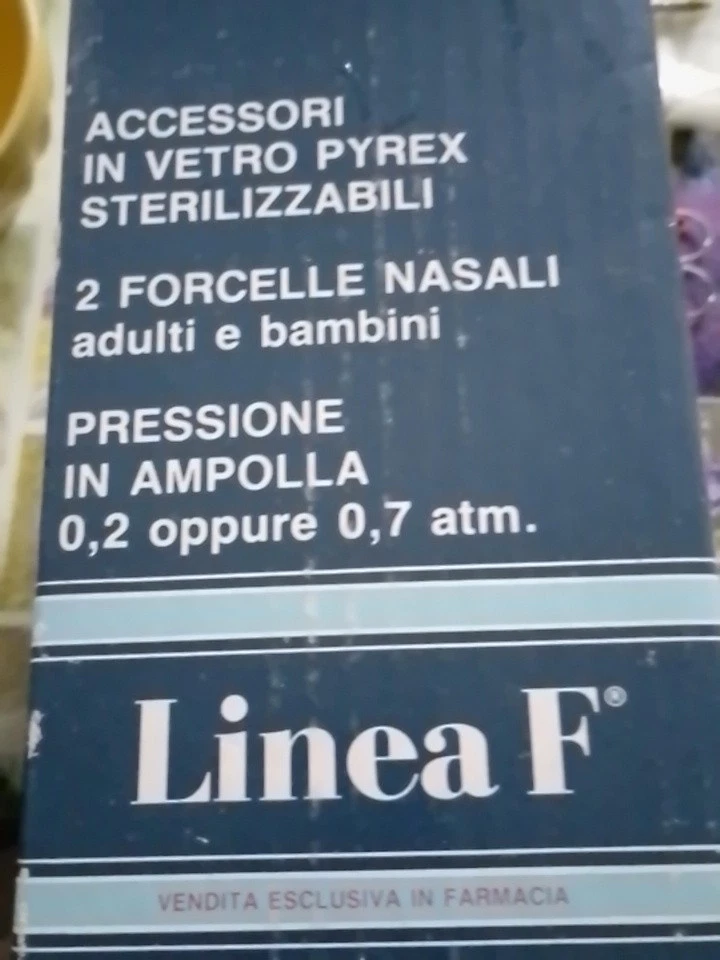 ACCESSORI
IN VETRO PYREX
STERILIZZABILI
2 FORCELLE NASALI
adulti e bambini
PRESSIONE
IN AMPOLLA
0,2 oppure 0,7 atm.
Linea F®
VENDITA ESCLUSIVA IN FARMACIA